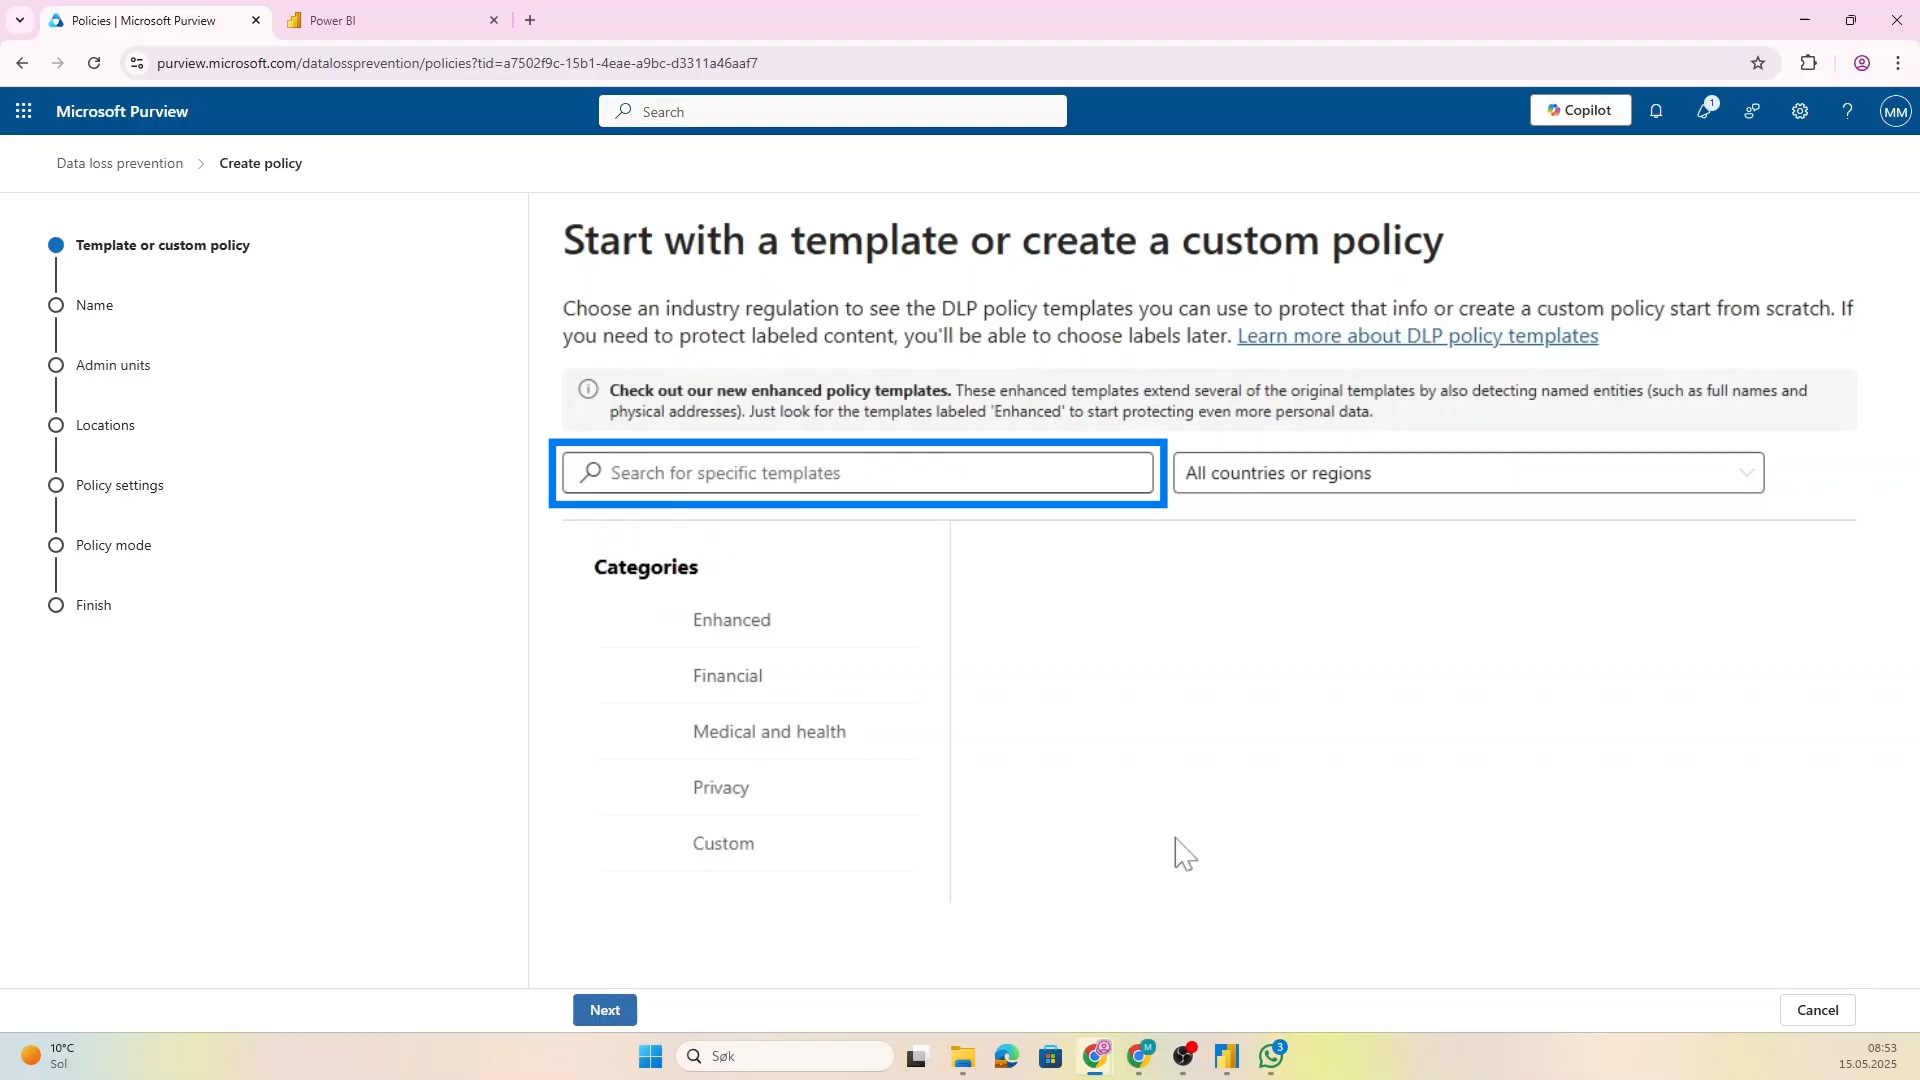 Policies | Microsoft Purview
Power BI
purview.microsoft.com/datalossprevention/policies?tid=a7502f9c-15b1-4eae-a9bc-d3311a46aaf7
Microsoft Purview
Search
Copilot
1
MM
Data loss prevention
Create policy
Template or custom policy
Name
Admin units
Locations
Policy settings
Policy mode
Finish
Start with a template or create a custom policy
Choose an industry regulation to see the DLP policy templates you can use to protect that info or create a custom policy start from scratch. If
you need to protect labeled content, you'll be able to choose labels later. Learn more about DLP policy templates
Check out our new enhanced policy templates. These enhanced templates extend several of the original templates by also detecting named entities (such as full names and
physical addresses). Just look for the templates labeled 'Enhanced' to start protecting even more personal data.
Search for specific templates
All countries or regions
Categories
Enhanced
Financial
Medical and health
Privacy
Custom
Next
Cancel
10°C
Sol
Søk
M
3
08:53
15.05.2025